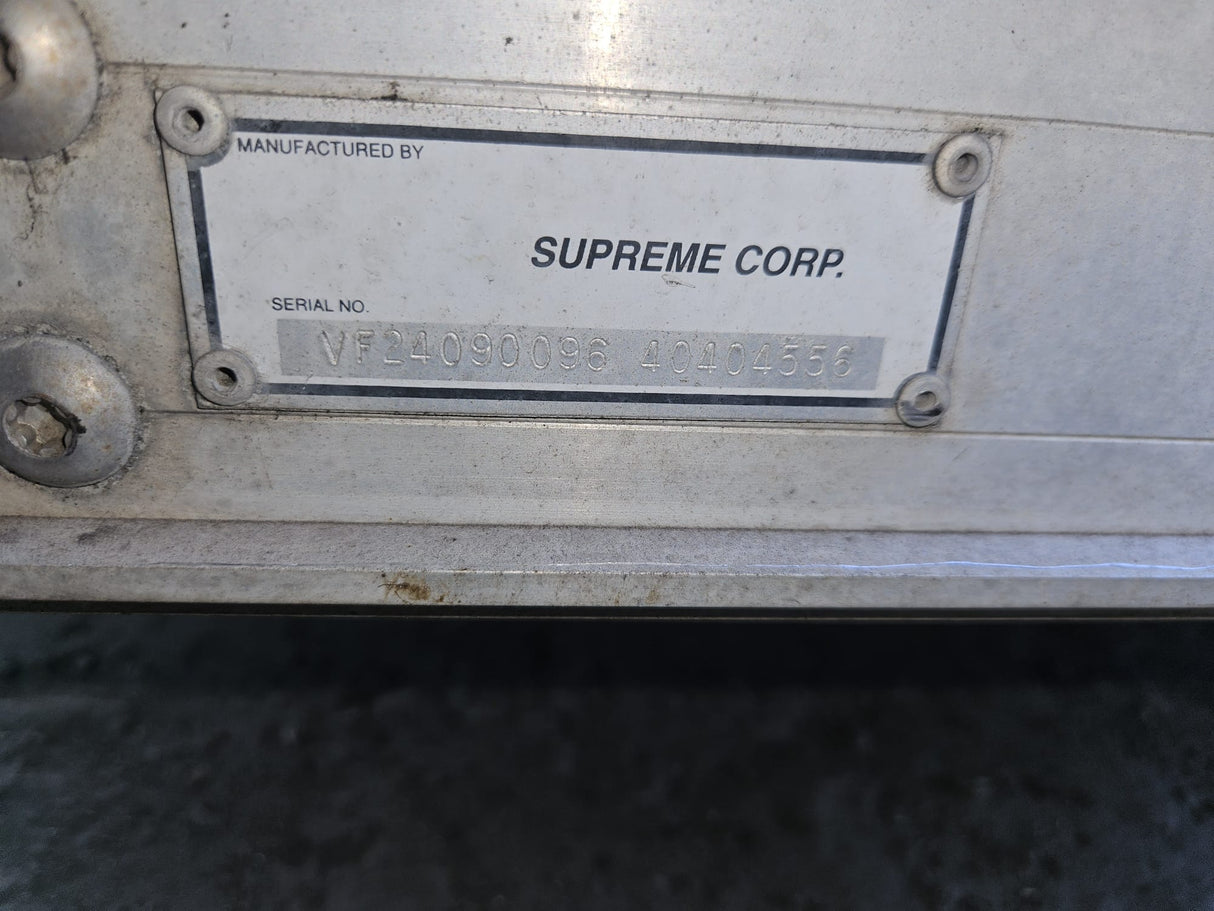 MANUFACTURED BY
SUPREME CORP.
SERIAL NO.
VF24090096 40404556